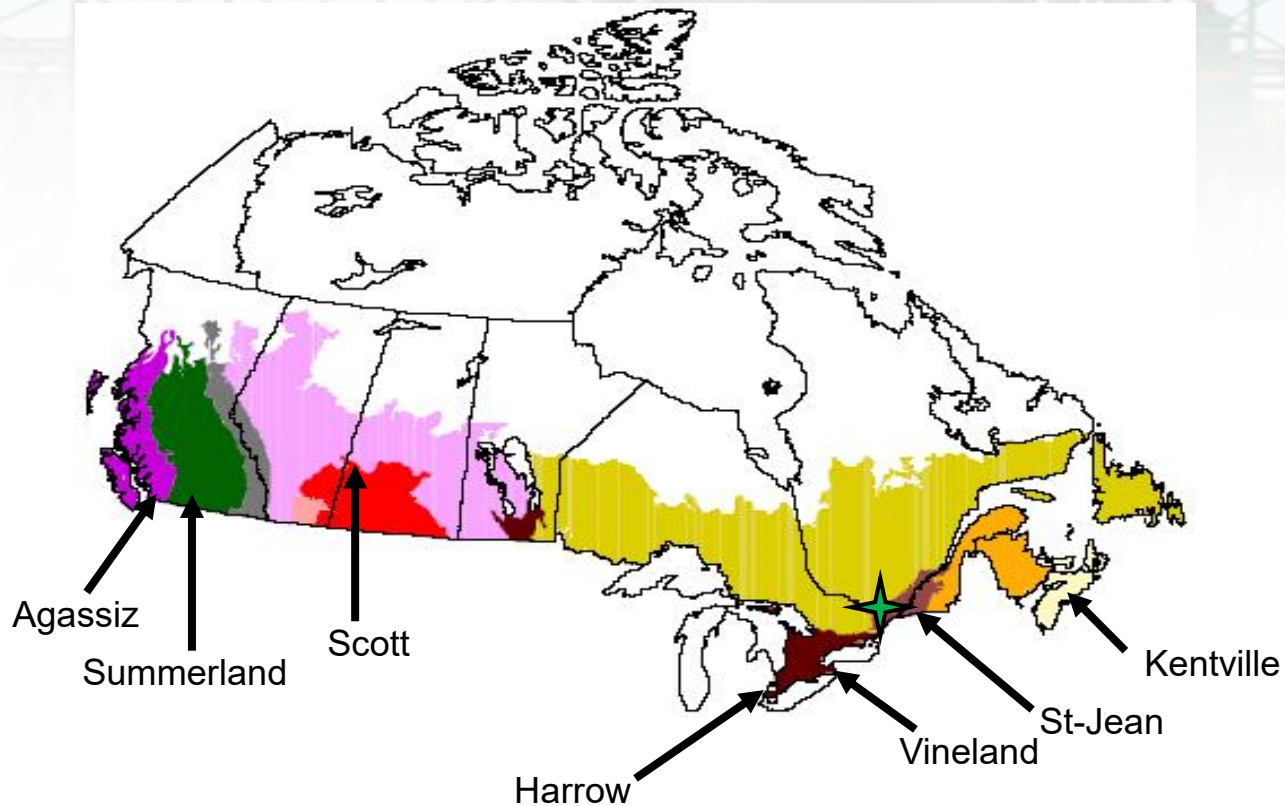 Agassiz
Summerland
Scott
Harrow
Vineland
St-Jean
Kentville